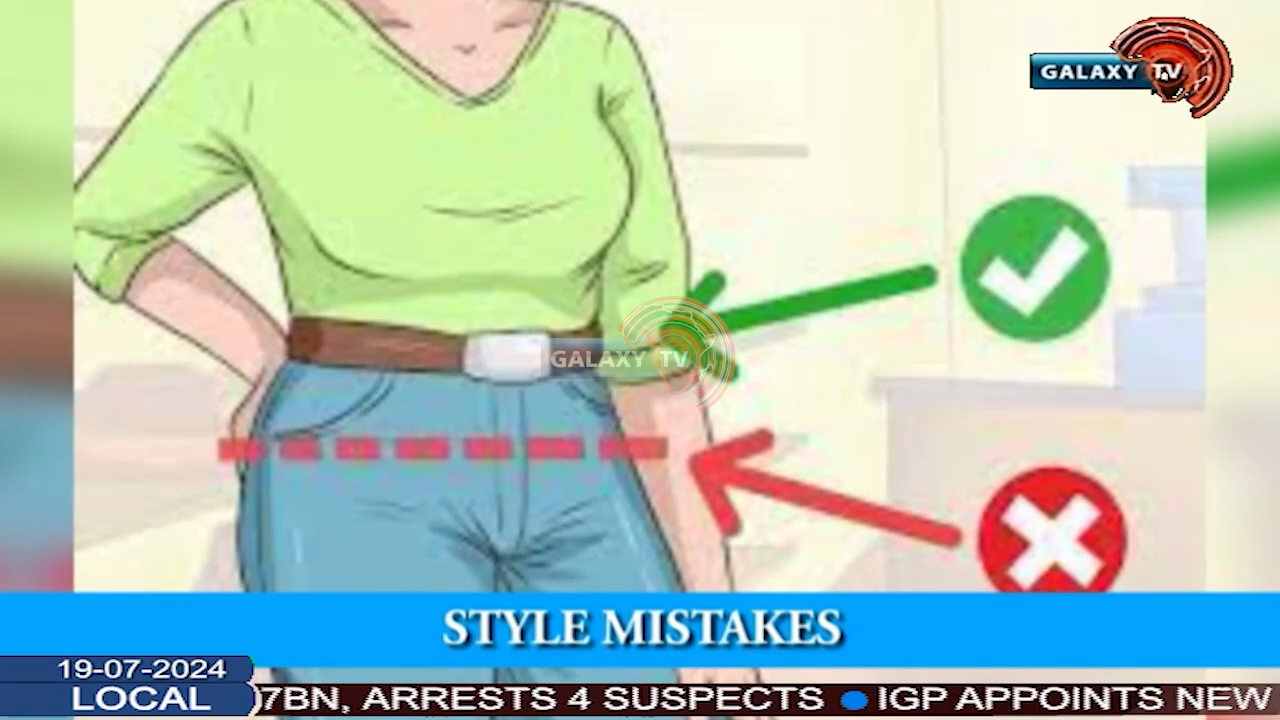 GALAXY TV
GALAXY TV
STYLE MISTAKES
19-07-2024
LOCAL
7BN, ARRESTS 4 SUSPECTS IGP APPOINTS NEW